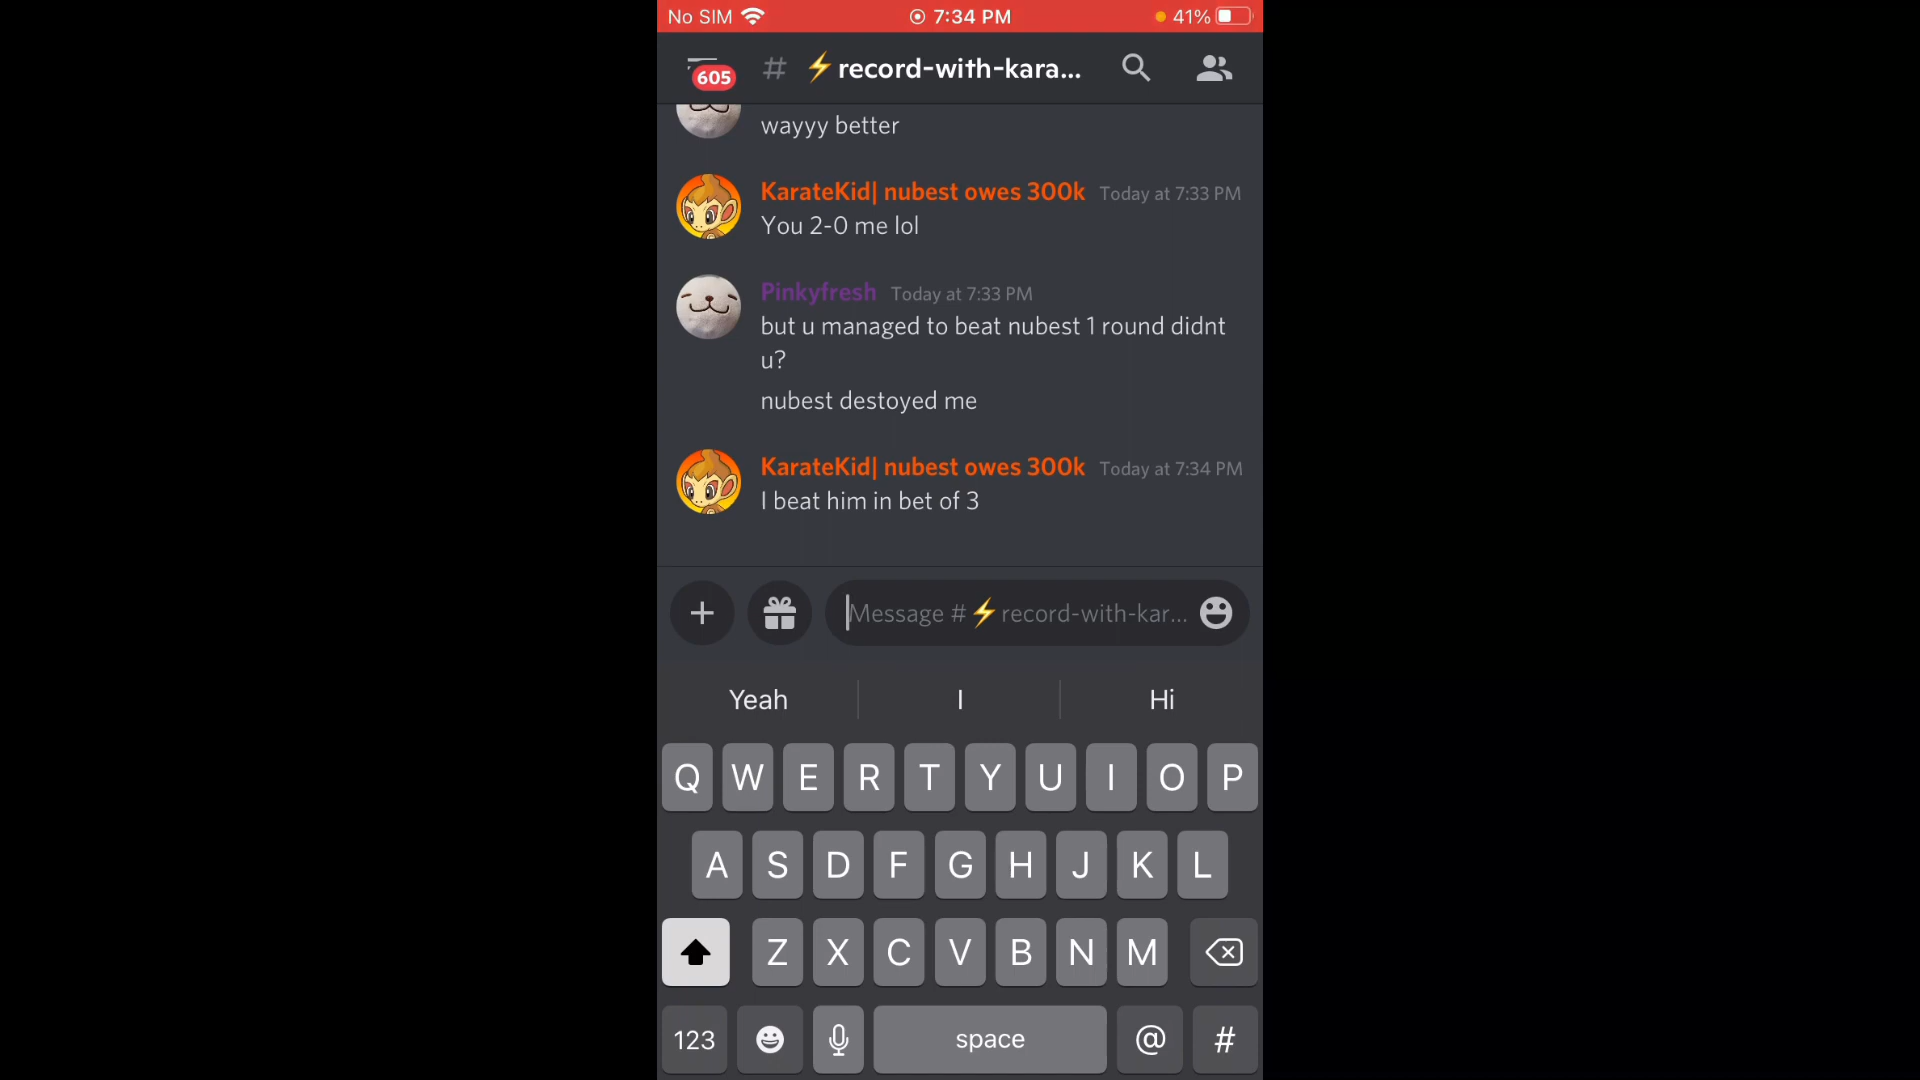 No SIM 7:34 PM 41%
605 # ⚡record-with-kara...
wayyy better
KarateKid| nubest owes 300k Today at 7:33 PM
You 2-0 me lol
Pinkyfresh Today at 7:33 PM
but u managed to beat nubest 1 round didnt
u?
nubest destoyed me
KarateKid| nubest owes 300k Today at 7:34 PM
I beat him in bet of 3
Message #⚡record-with-kar...
Yeah I Hi
Q W E R T Y U I O P
A S D F G H J K L
Z X C V B N M
123 space @ #